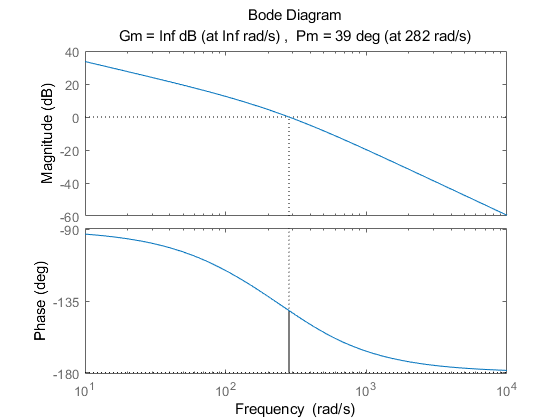 Bode Diagram
Gm = Inf dB (at Inf rad/s) ,  Pm = 39 deg (at 282 rad/s)
Magnitude (dB)
40
20
0
-20
-40
-60
Phase (deg)
-90
-135
-180
10^1
10^2
10^3
10^4
Frequency (rad/s)